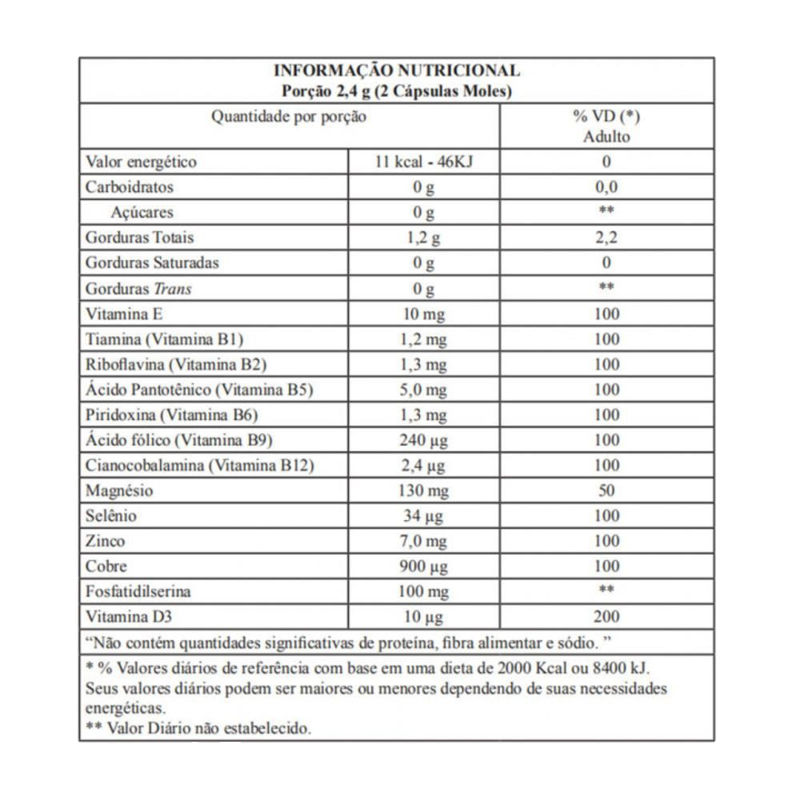 INFORMAÇÃO NUTRICIONAL
Porção 2,4 g (2 Cápsulas Moles)
Quantidade por porção % VD (*)
Adulto
Valor energético 11 kcal - 46KJ 0
Carboidratos 0 g 0,0
Açúcares 0 g **
Gorduras Totais 1,2 g 2,2
Gorduras Saturadas 0 g 0
Gorduras Trans 0 g **
Vitamina E 10 mg 100
Tiamina (Vitamina B1) 1,2 mg 100
Riboflavina (Vitamina B2) 1,3 mg 100
Ácido Pantotênico (Vitamina B5) 5,0 mg 100
Piridoxina (Vitamina B6) 1,3 mg 100
Ácido fólico (Vitamina B9) 240 µg 100
Cianocobalamina (Vitamina B12) 2,4 µg 100
Magnésio 130 mg 50
Selênio 34 µg 100
Zinco 7,0 mg 100
Cobre 900 µg 100
Fosfatidilserina 100 mg **
Vitamina D3 10 µg 200
“Não contém quantidades significativas de proteína, fibra alimentar e sódio. ”
* % Valores diários de referência com base em uma dieta de 2000 Kcal ou 8400 kJ.
Seus valores diários podem ser maiores ou menores dependendo de suas necessidades
energéticas.
** Valor Diário não estabelecido.